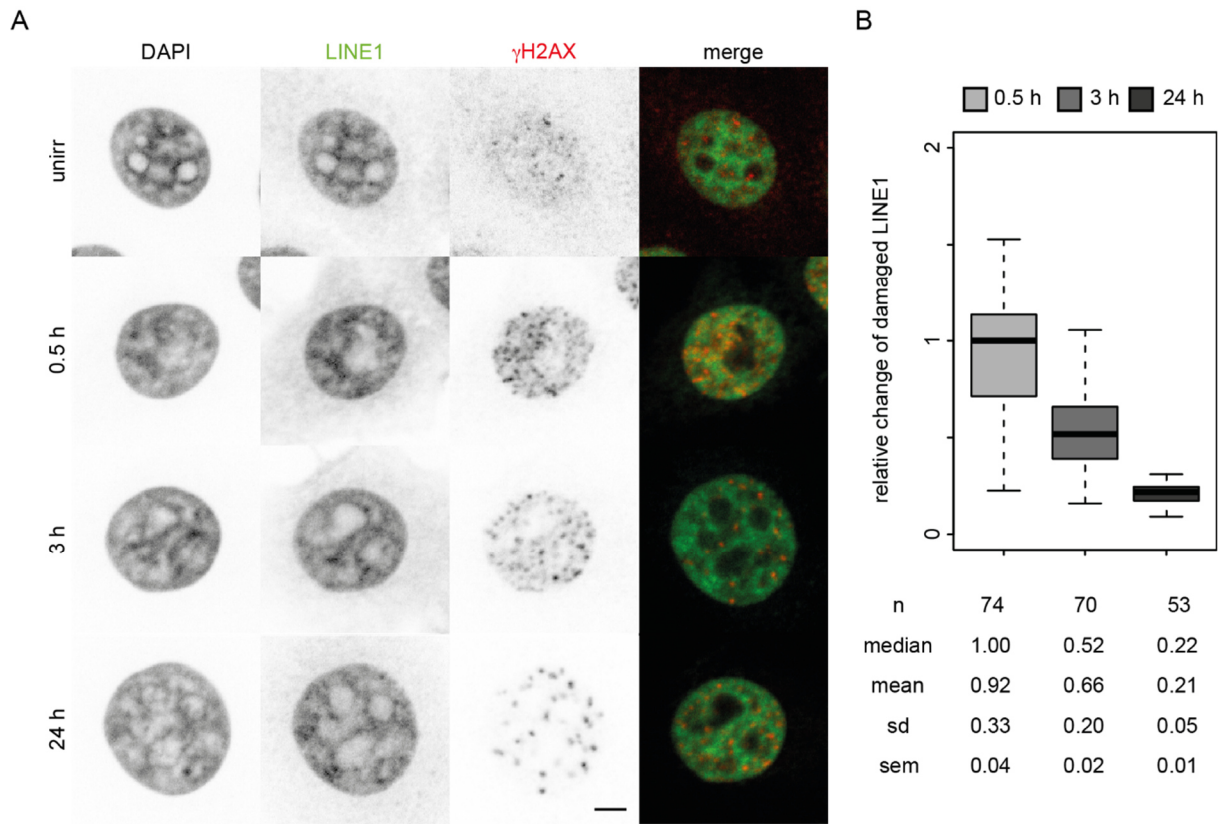 A
DAPI LINE1 γH2AX merge
unirr
0.5 h
3 h
24 h
B
0.5 h 3 h 24 h
relative change of damaged LINE1
2
1
0
n 74 70 53
median 1.00 0.52 0.22
mean 0.92 0.66 0.21
sd 0.33 0.20 0.05
sem 0.04 0.02 0.01